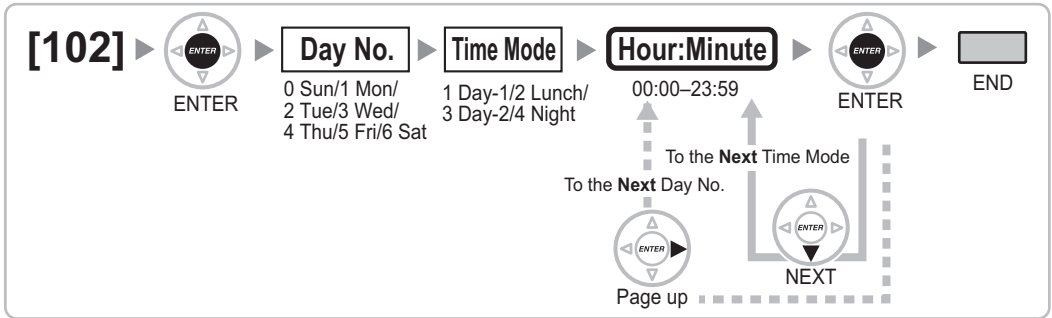 [102]
ENTER
ENTER
Day No.
0 Sun/1 Mon/
2 Tue/3 Wed/
4 Thu/5 Fri/6 Sat
Time Mode
1 Day-1/2 Lunch/
3 Day-2/4 Night
Hour:Minute
00:00–23:59
ENTER
ENTER
END
To the Next Time Mode
To the Next Day No.
ENTER
Page up
ENTER
NEXT